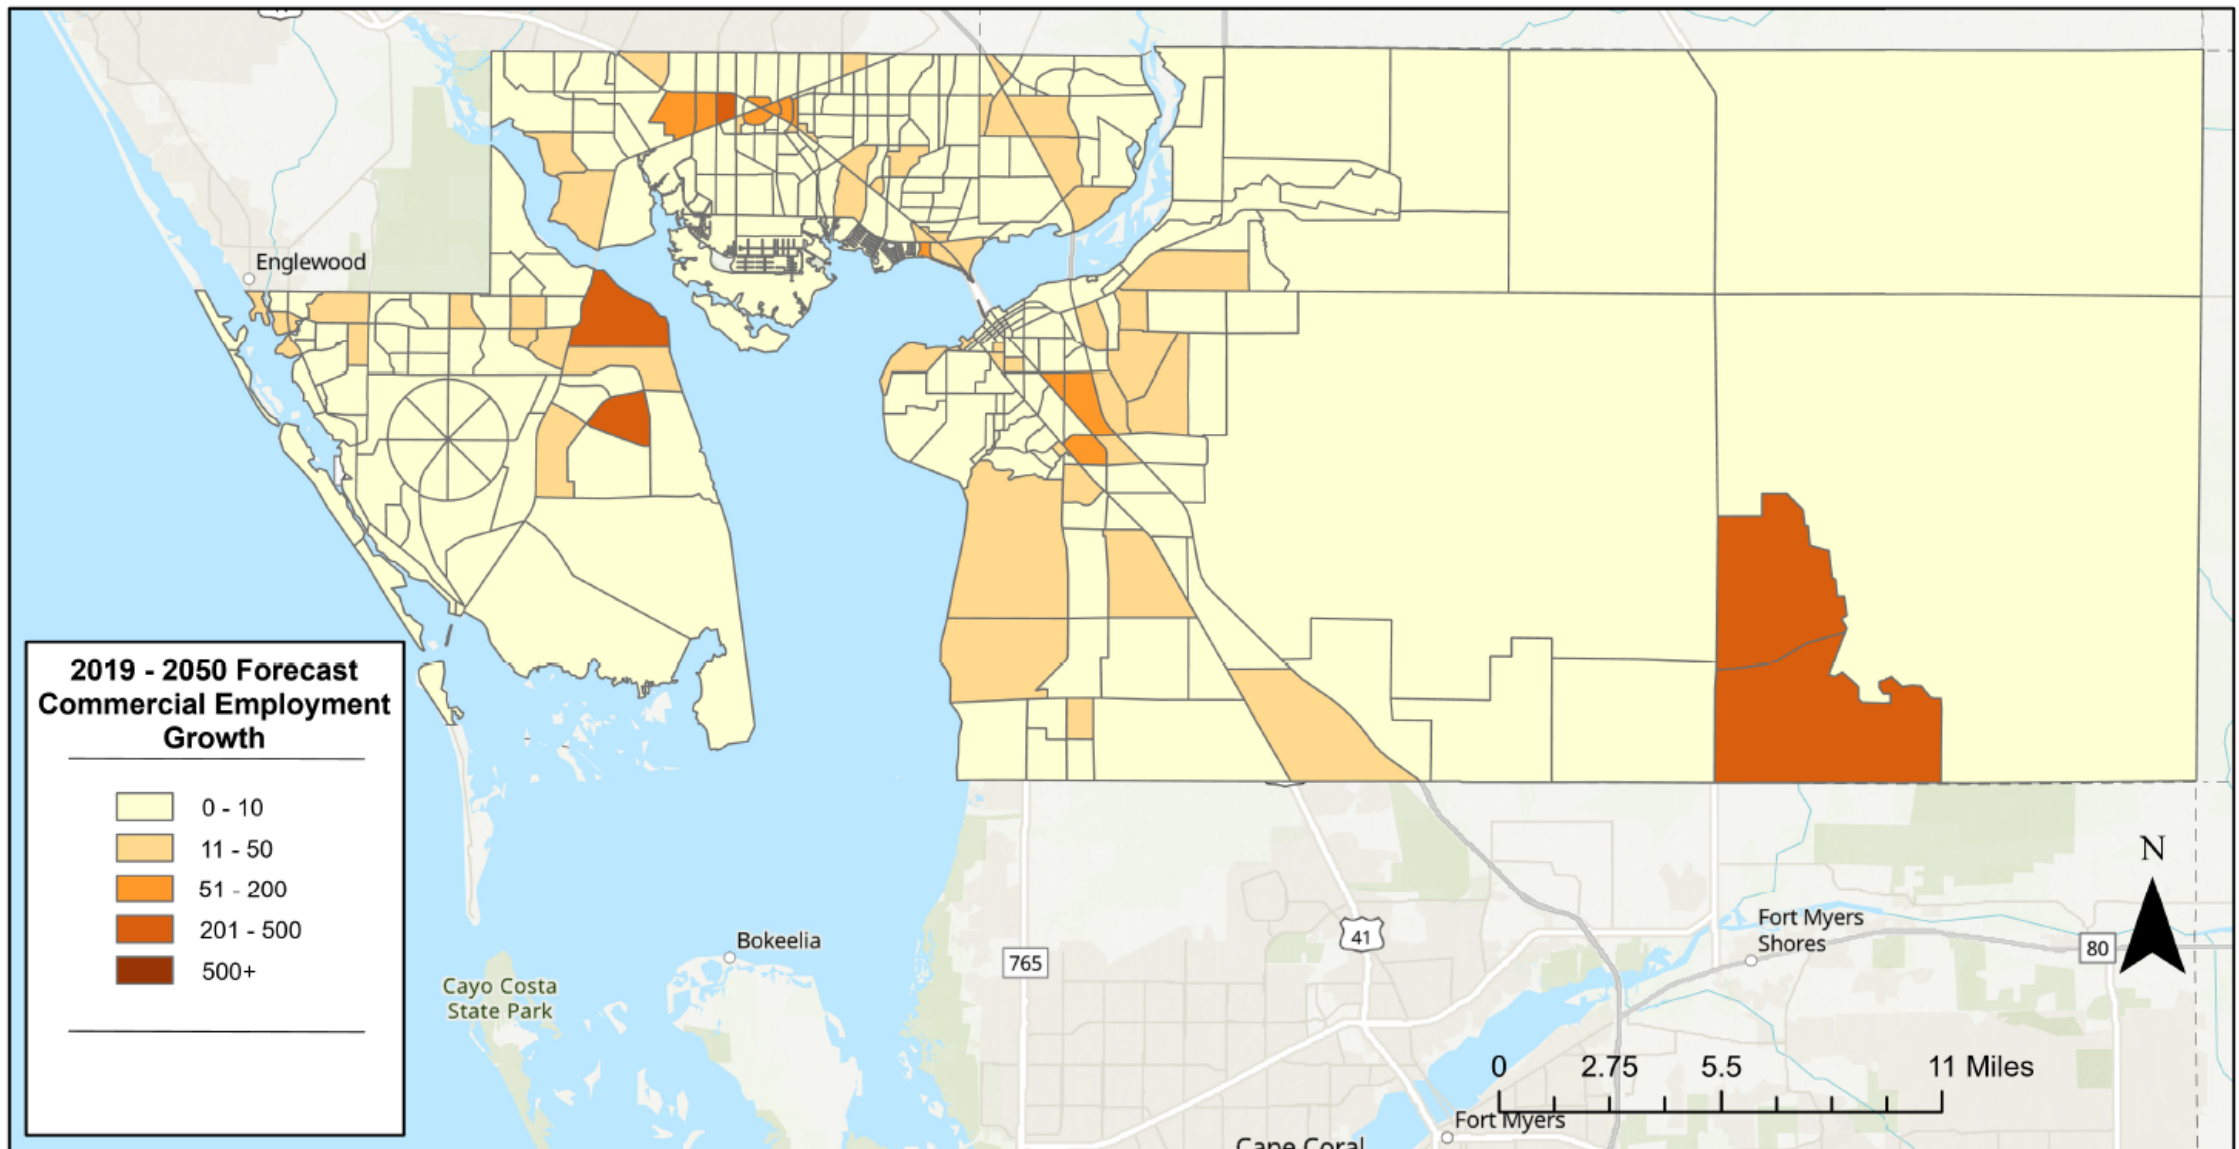 Englewood
2019 - 2050 Forecast
Commercial Employment
Growth
0 - 10
11 - 50
51 - 200
201 - 500
500+
Cayo Costa
State Park
Bokeelia
765
41
Fort Myers
Shores
80
N
0 2.75 5.5 11 Miles
Fort Myers
Cape Coral